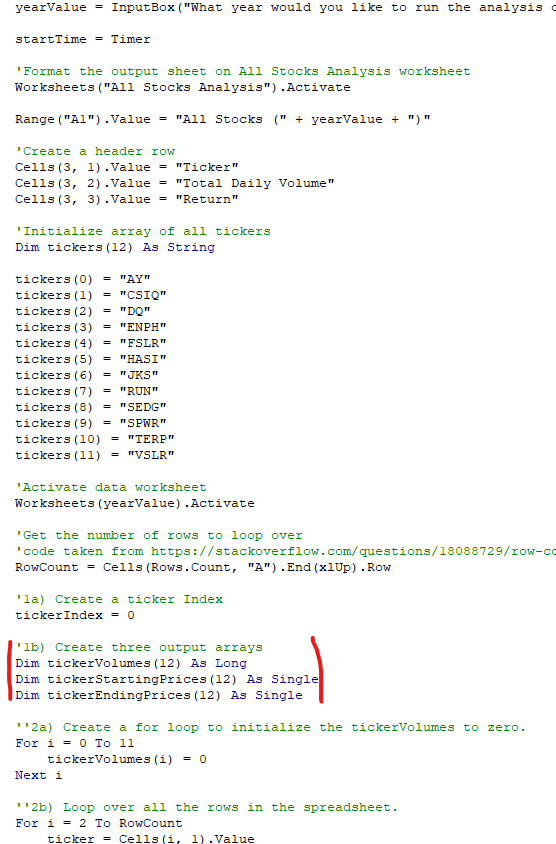 yearValue = InputBox("What year would you like to run the analysis
startTime = Timer
'Format the output sheet on All Stocks Analysis worksheet
Worksheets("All Stocks Analysis").Activate
Range("A1").Value = "All Stocks (" + yearValue + ")"
'Create a header row
Cells(3, 1).Value = "Ticker"
Cells(3, 2).Value = "Total Daily Volume"
Cells(3, 3).Value = "Return"
'Initialize array of all tickers
Dim tickers(12) As String
tickers(0) = "AY"
tickers(1) = "CSIQ"
tickers(2) = "DQ"
tickers(3) = "ENPH"
tickers(4) = "FSLR"
tickers(5) = "HASI"
tickers(6) = "JKS"
tickers(7) = "RUN"
tickers(8) = "SEDG"
tickers(9) = "SPWR"
tickers(10) = "TERP"
tickers(11) = "VSLR"
'Activate data worksheet
Worksheets(yearValue).Activate
'Get the number of rows to loop over
'code taken from https://stackoverflow.com/questions/18088729/row-co
RowCount = Cells(Rows.Count, "A").End(xlUp).Row
'1a) Create a ticker Index
tickerIndex = 0
'1b) Create three output arrays
Dim tickerVolumes(12) As Long
Dim tickerStartingPrices(12) As Single
Dim tickerEndingPrices(12) As Single
''2a) Create a for loop to initialize the tickerVolumes to zero.
For i = 0 To 11
tickerVolumes(i) = 0
Next i
''2b) Loop over all the rows in the spreadsheet.
For i = 2 To RowCount
ticker = Cells(i, 1).Value